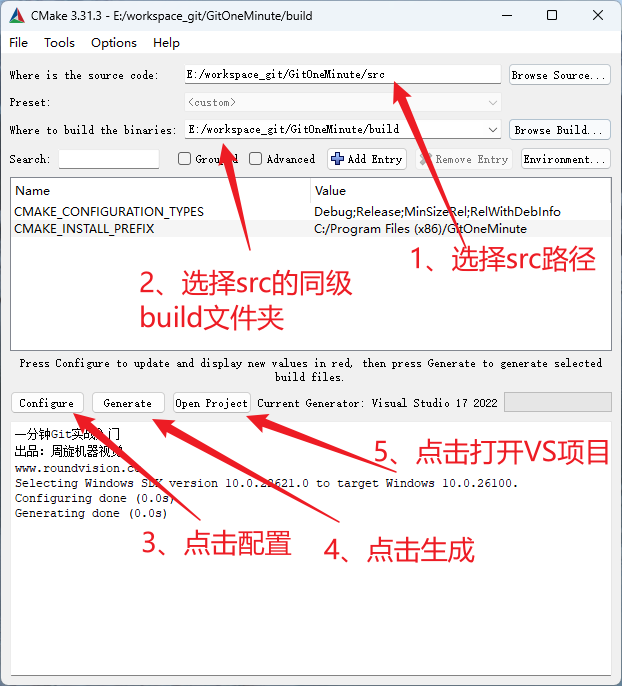 CMake 3.31.3 - E:/workspace_git/GitOneMinute/build
File Tools Options Help
Where is the source code: E:/workspace_git/GitOneMinute/src Browse Source...
Preset: <custom>
Where to build the binaries: E:/workspace_git/GitOneMinute/build Browse Build...
Search: Grouped Advanced Add Entry Remove Entry Environment...
Name Value
CMAKE_CONFIGURATION_TYPES Debug;Release;MinSizeRel;RelWithDebInfo
CMAKE_INSTALL_PREFIX C:/Program Files (x86)/GitOneMinute
1、选择src路径
2、选择src的同级
build文件夹
Press Configure to update and display new values in red, then press Generate to generate selected
build files.
Configure Generate Open Project Current Generator: Visual Studio 17 2022
一分钟Git实战入门
出品：周旋机器视觉
www.roundvision.c
Selecting Windows SDK version 10.0.22621.0 to target Windows 10.0.26100.
Configuring done (0.0s)
Generating done (0.0s)
5、点击打开VS项目
3、点击配置
4、点击生成